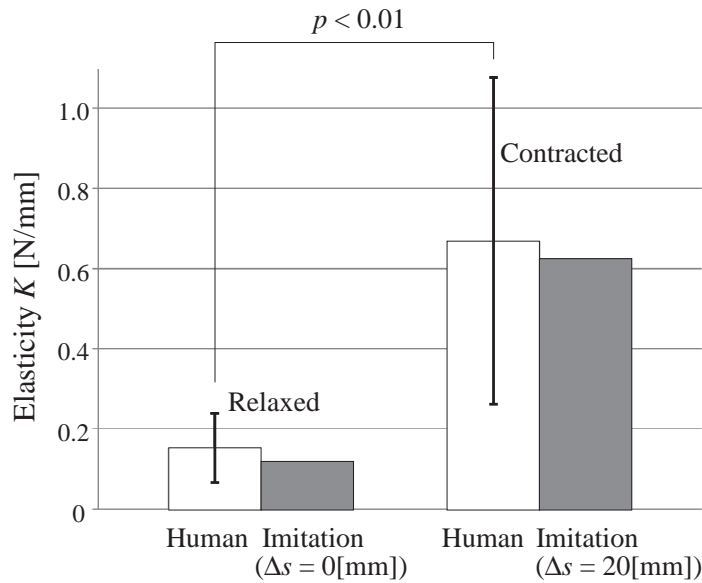 p < 0.01
Elasticity K [N/mm]
1.0
0.8
0.6
0.4
0.2
0
Contracted
Relaxed
Human Imitation Human Imitation
(Δs = 0[mm]) (Δs = 20[mm])